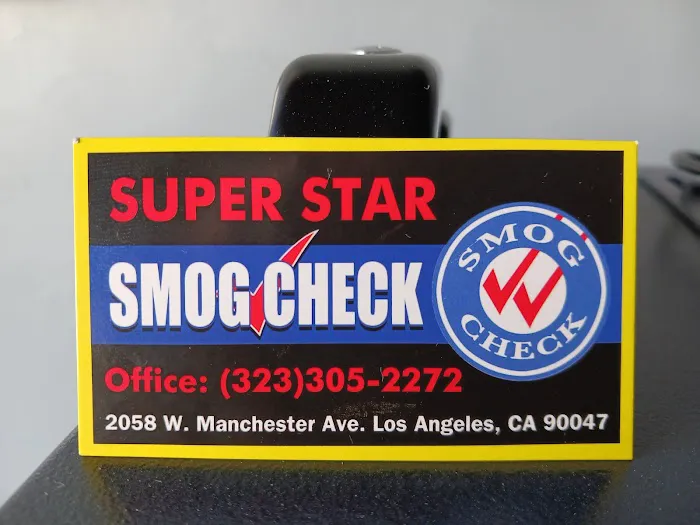 SUPER STAR
SMOG CHECK
SMOG
CHECK
Office: (323)305-2272
2058 W. Manchester Ave. Los Angeles, CA 90047